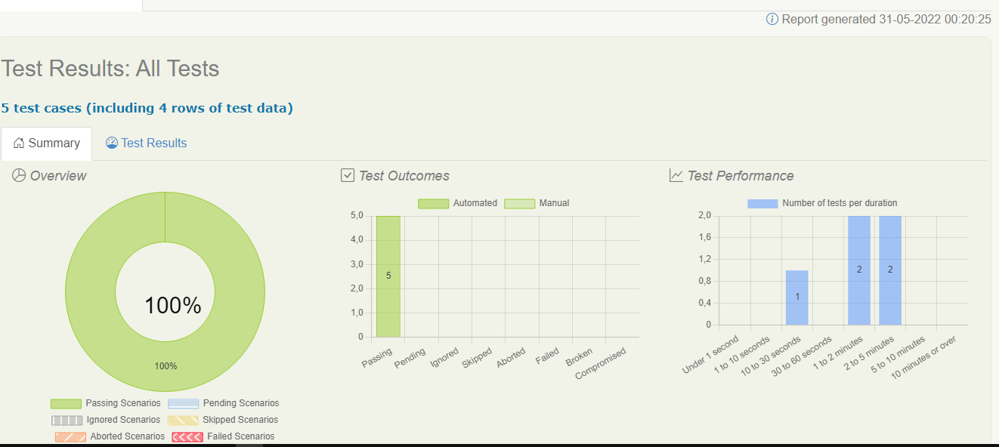 Report generated 31-05-2022 00:20:25
Test Results: All Tests
5 test cases (including 4 rows of test data)
Summary
Test Results
Overview
100%
100%
Passing Scenarios
Pending Scenarios
Ignored Scenarios
Skipped Scenarios
Aborted Scenarios
Failed Scenarios
Test Outcomes
Automated
Manual
5,0
4,0
3,0
2,0
1,0
0
5
Passing
Pending
Ignored
Skipped
Aborted
Failed
Broken
Compromised
Test Performance
Number of tests per duration
2,0
1,6
1,2
0,8
0,4
0
1
2
2
Under 1 second
1 to 10 seconds
10 to 30 seconds
30 to 60 seconds
1 to 2 minutes
2 to 5 minutes
5 to 10 minutes
10 minutes or over